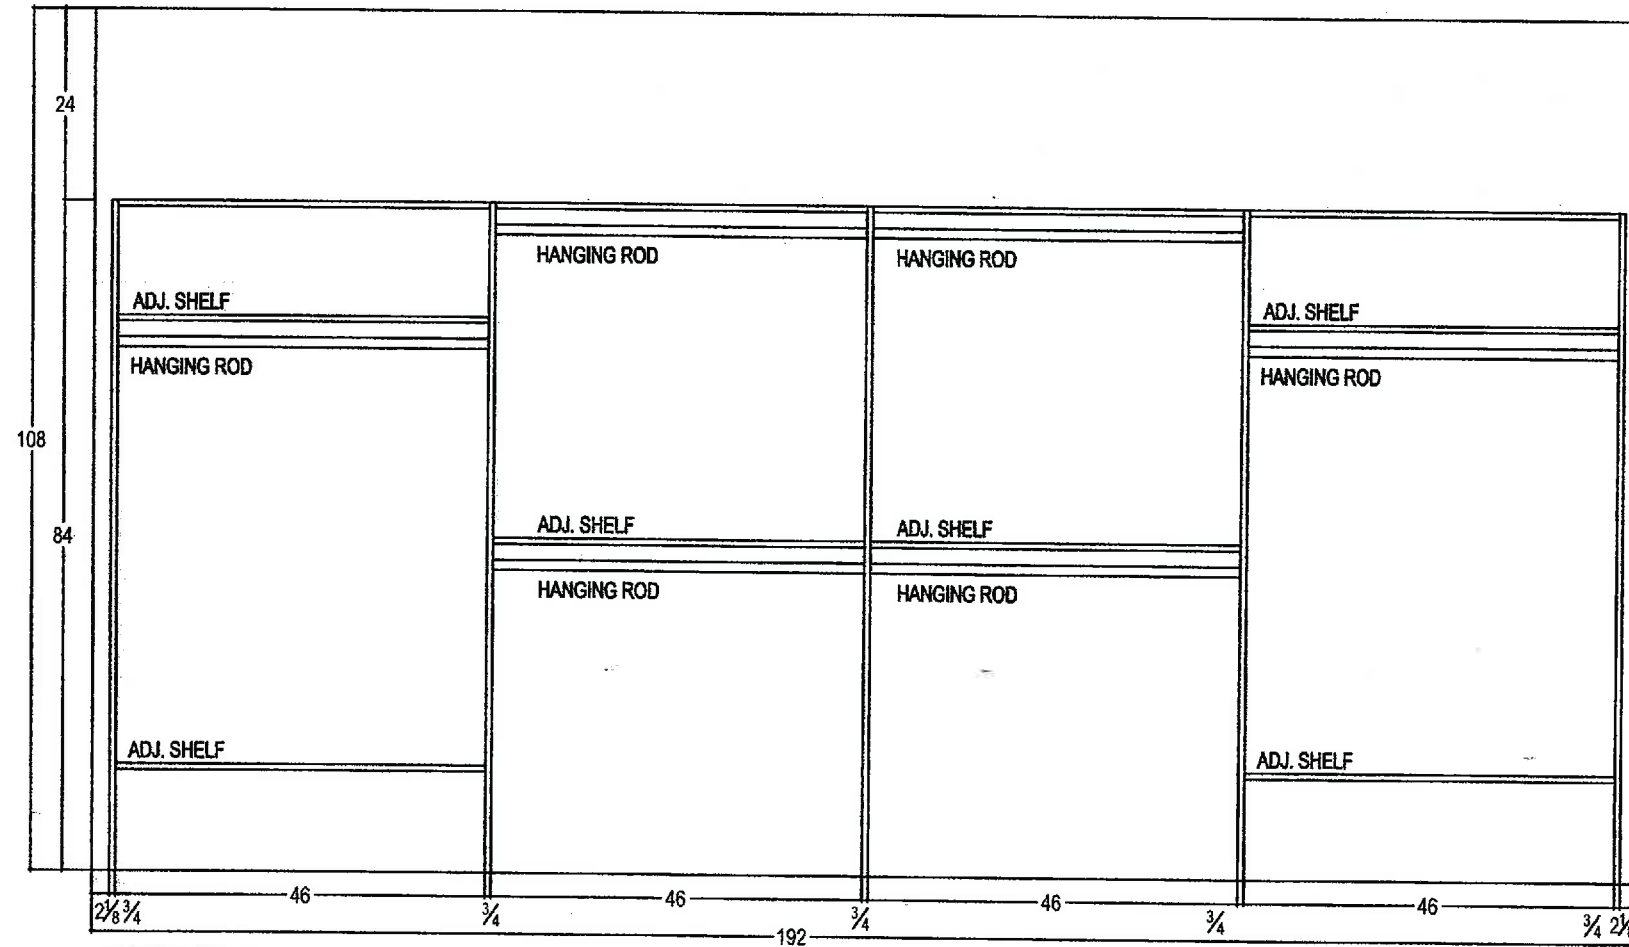 24
HANGING ROD
HANGING ROD
ADJ. SHELF
ADJ. SHELF
HANGING ROD
HANGING ROD
108
ADJ. SHELF
ADJ. SHELF
84
HANGING ROD
HANGING ROD
ADJ. SHELF
ADJ. SHELF
46
46
46
46
2⅛ ¾
¾
¾
¾
¾
192